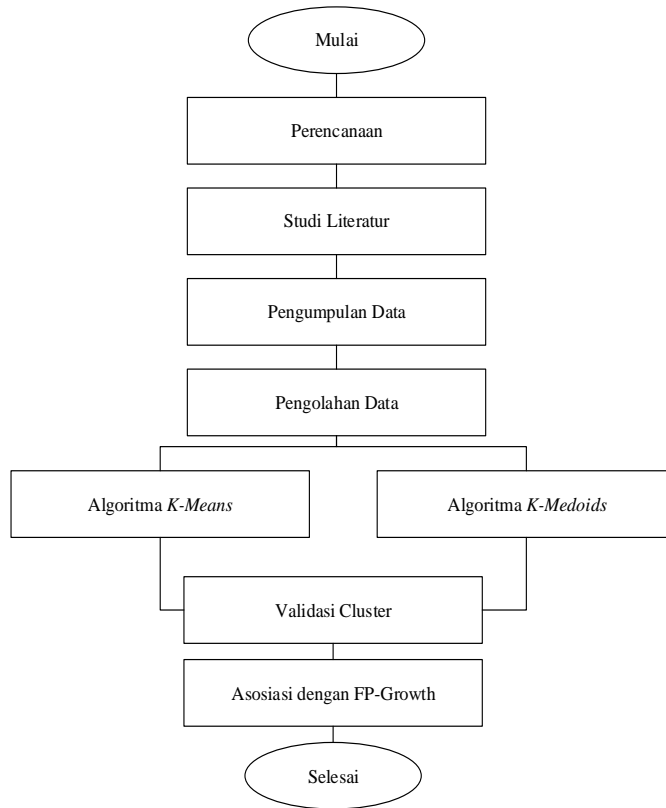 Mulai
Perencanaan
Studi Literatur
Pengumpulan Data
Pengolahan Data
Algoritma K-Means
Algoritma K-Medoids
Validasi Cluster
Asosiasi dengan FP-Growth
Selesai